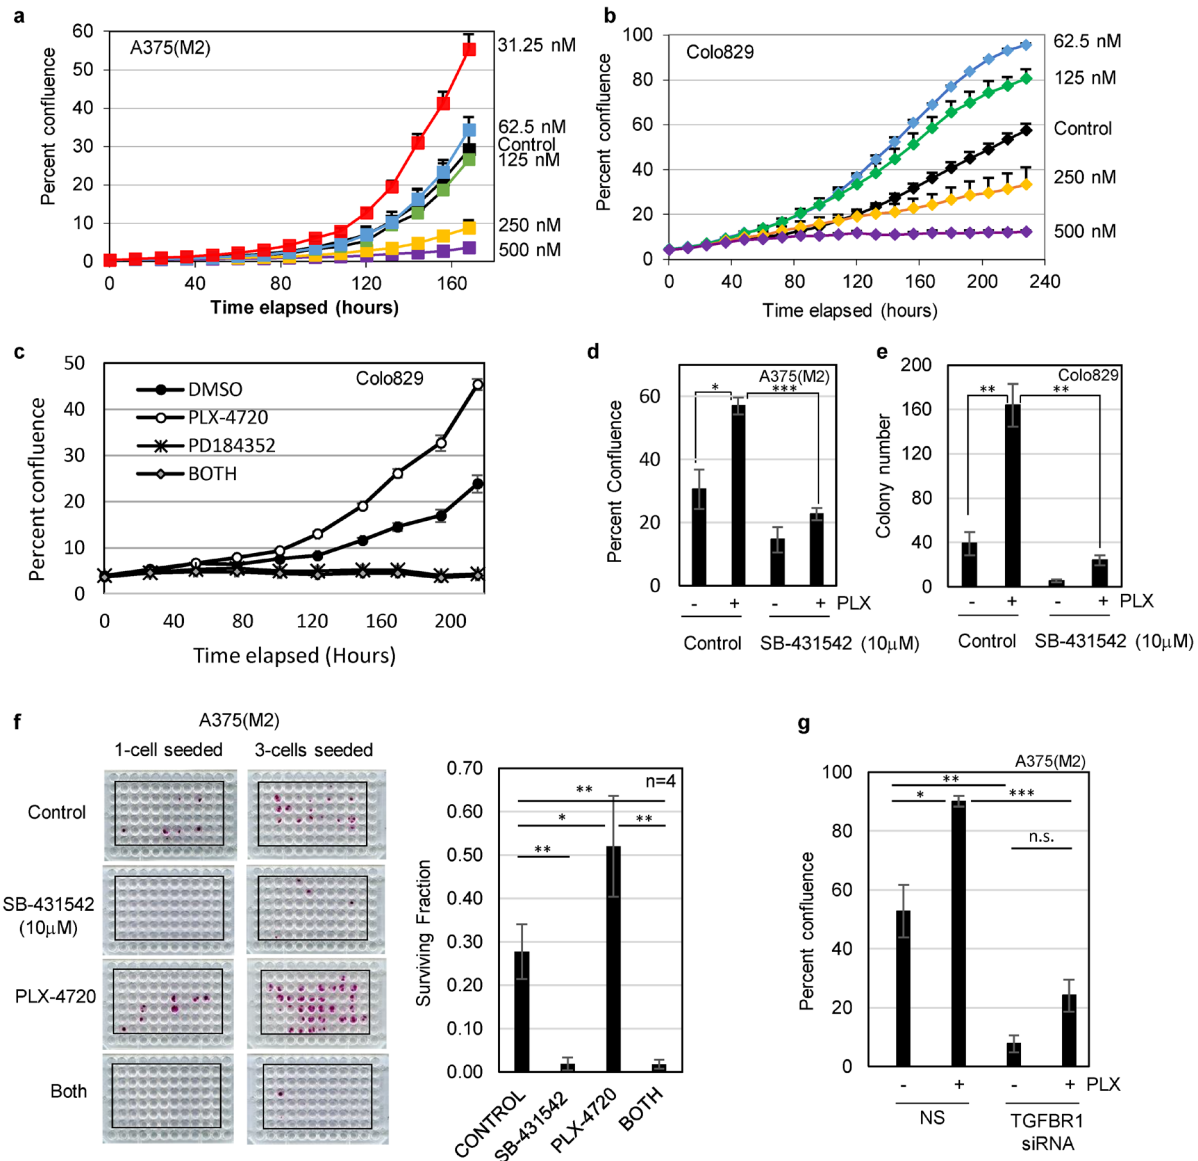 a
A375(M2)
Percent confluence
60
50
40
30
20
10
0
0
40
80
120
160
Time elapsed (hours)
31.25 nM
62.5 nM
Control
125 nM
250 nM
500 nM
b
Colo829
Percent confluence
100
80
60
40
20
0
0
40
80
120
160
200
240
Time elapsed (hours)
62.5 nM
125 nM
Control
250 nM
500 nM
c
Colo829
DMSO
PLX-4720
PD184352
BOTH
Percent confluence
50
40
30
20
10
0
0
40
80
120
160
200
Time elapsed (Hours)
d
A375(M2)
* ***
Percent Confluence
60
40
20
0
- + - + PLX
Control SB-431542 (10μM)
e
Colo829
** **
Colony number
200
160
120
80
40
0
- + - + PLX
Control SB-431542 (10μM)
f
A375(M2)
1-cell seeded 3-cells seeded
Control
SB-431542
(10μM)
PLX-4720
Both
n=4
**
* **
**
Surviving Fraction
0.70
0.60
0.50
0.40
0.30
0.20
0.10
0.00
CONTROL
SB-431542
PLX-4720
BOTH
g
A375(M2)
**
* ***
n.s.
Percent confluence
100
80
60
40
20
0
- + - + PLX
NS TGFBR1
siRNA